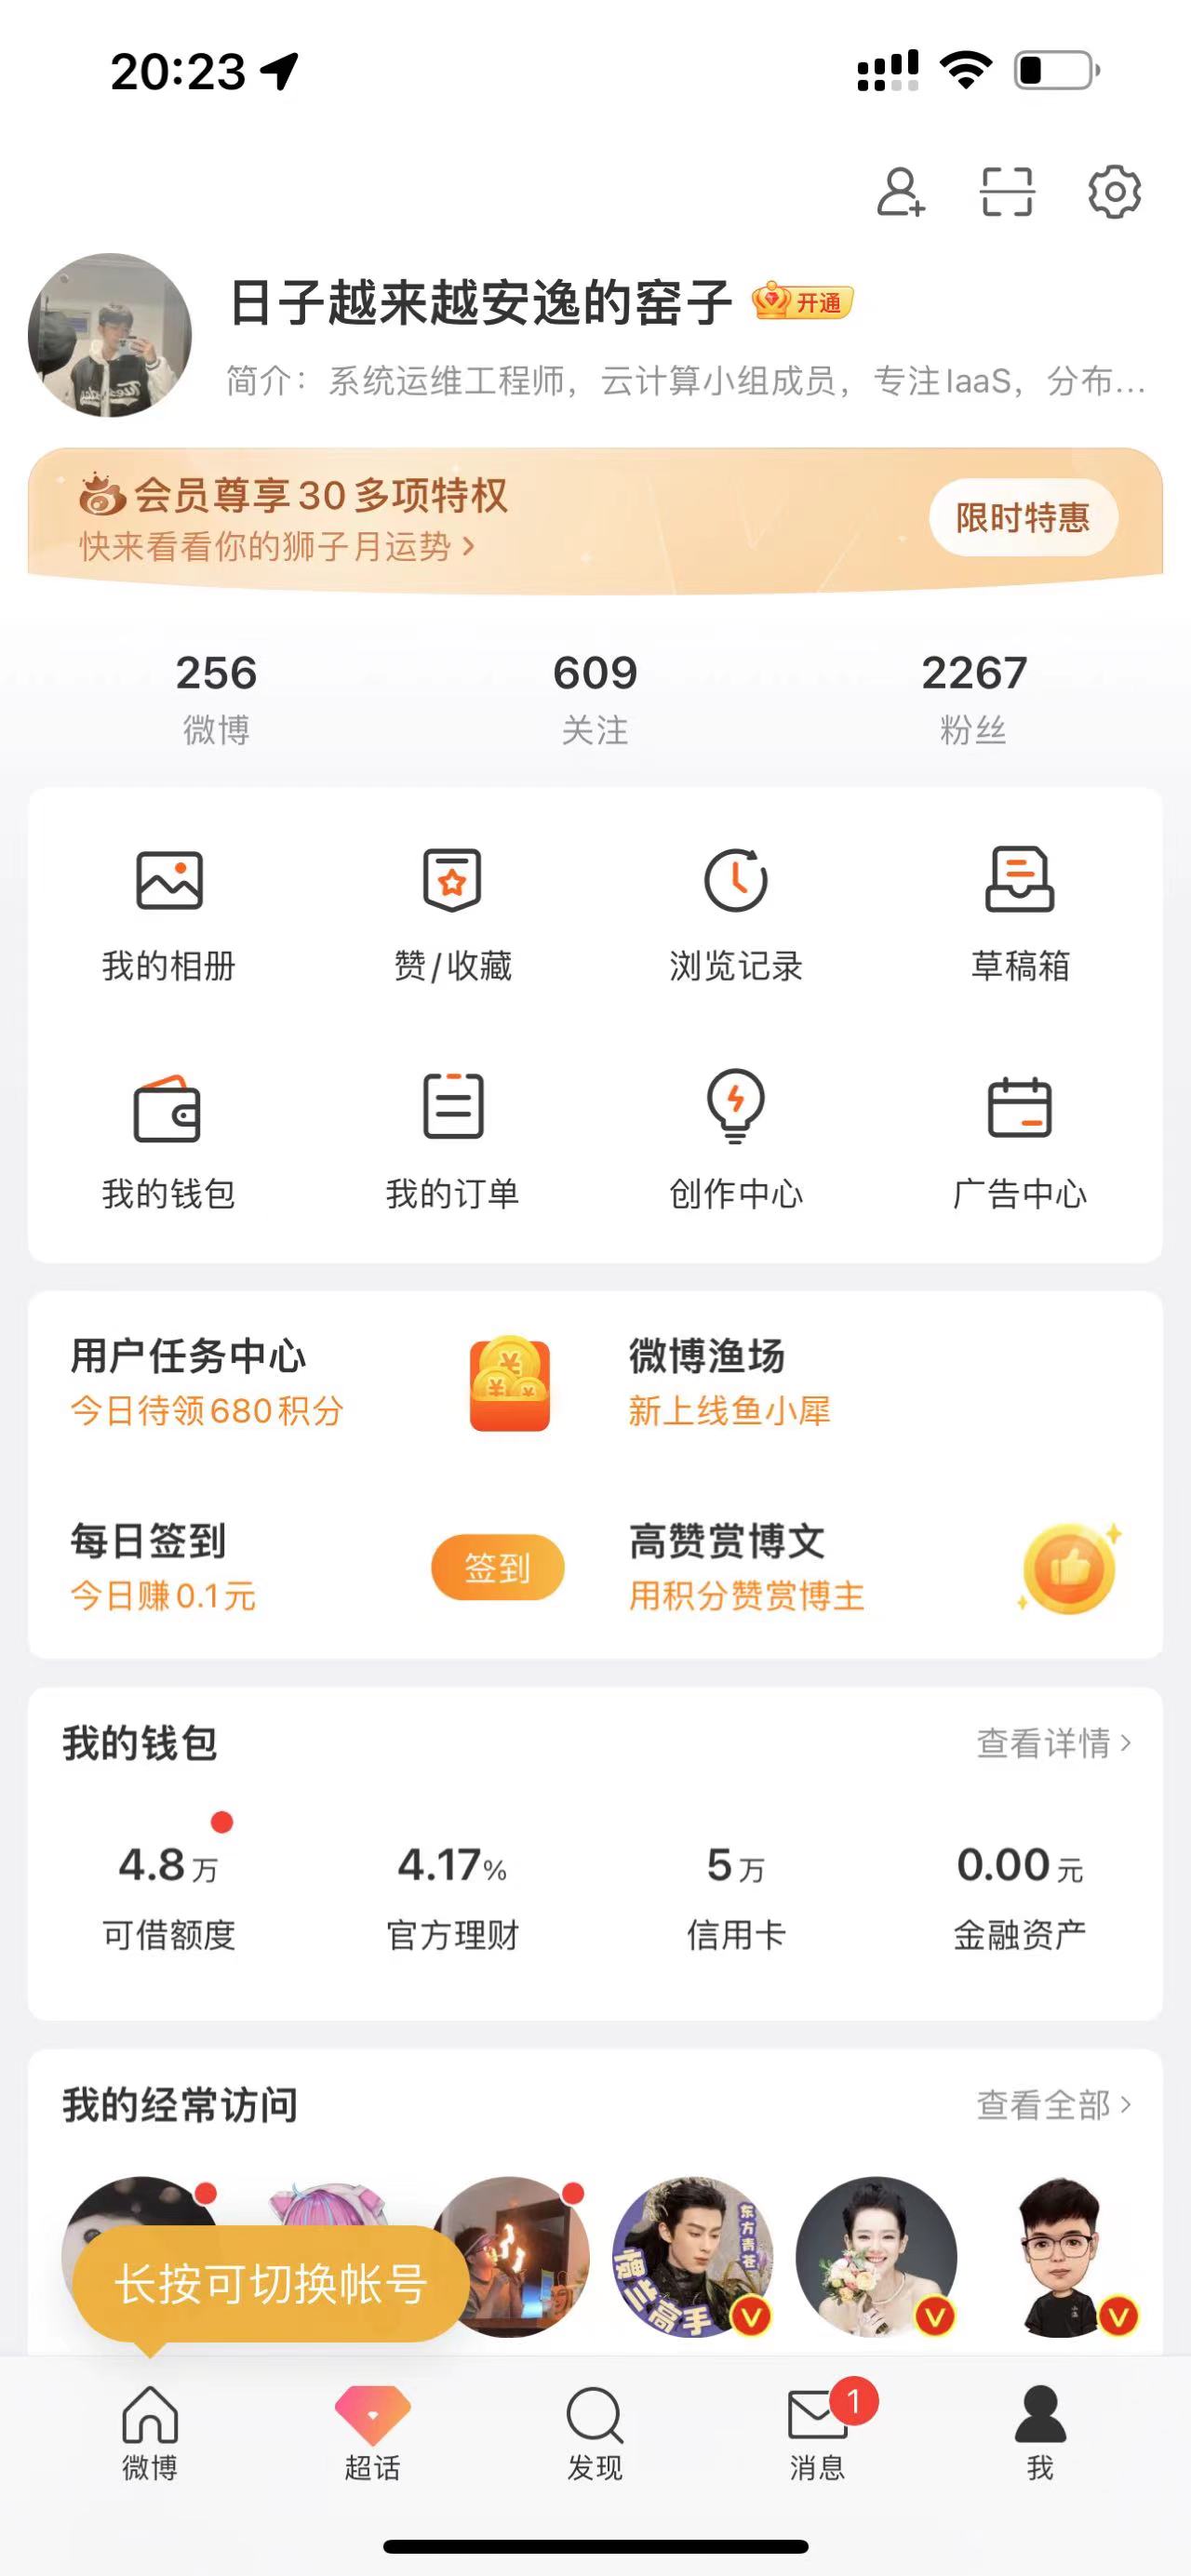 20:23
日子越来越安逸的窑子 开通
简介：系统运维工程师，云计算小组成员，专注IaaS，分布...
会员尊享30多项特权
快来看看你的狮子月运势 >
限时特惠
256 609 2267
微博 关注 粉丝
我的相册 赞/收藏 浏览记录 草稿箱
我的钱包 我的订单 创作中心 广告中心
用户任务中心 微博渔场
今日待领680积分 新上线鱼小犀
每日签到 签到 高赞赏博文
今日赚0.1元 用积分赞赏博主
我的钱包 查看详情 >
4.8万 4.17% 5万 0.00元
可借额度 官方理财 信用卡 金融资产
我的经常访问 查看全部 >
东方青苍
高手
长按可切换帐号
1
微博 超话 发现 消息 我